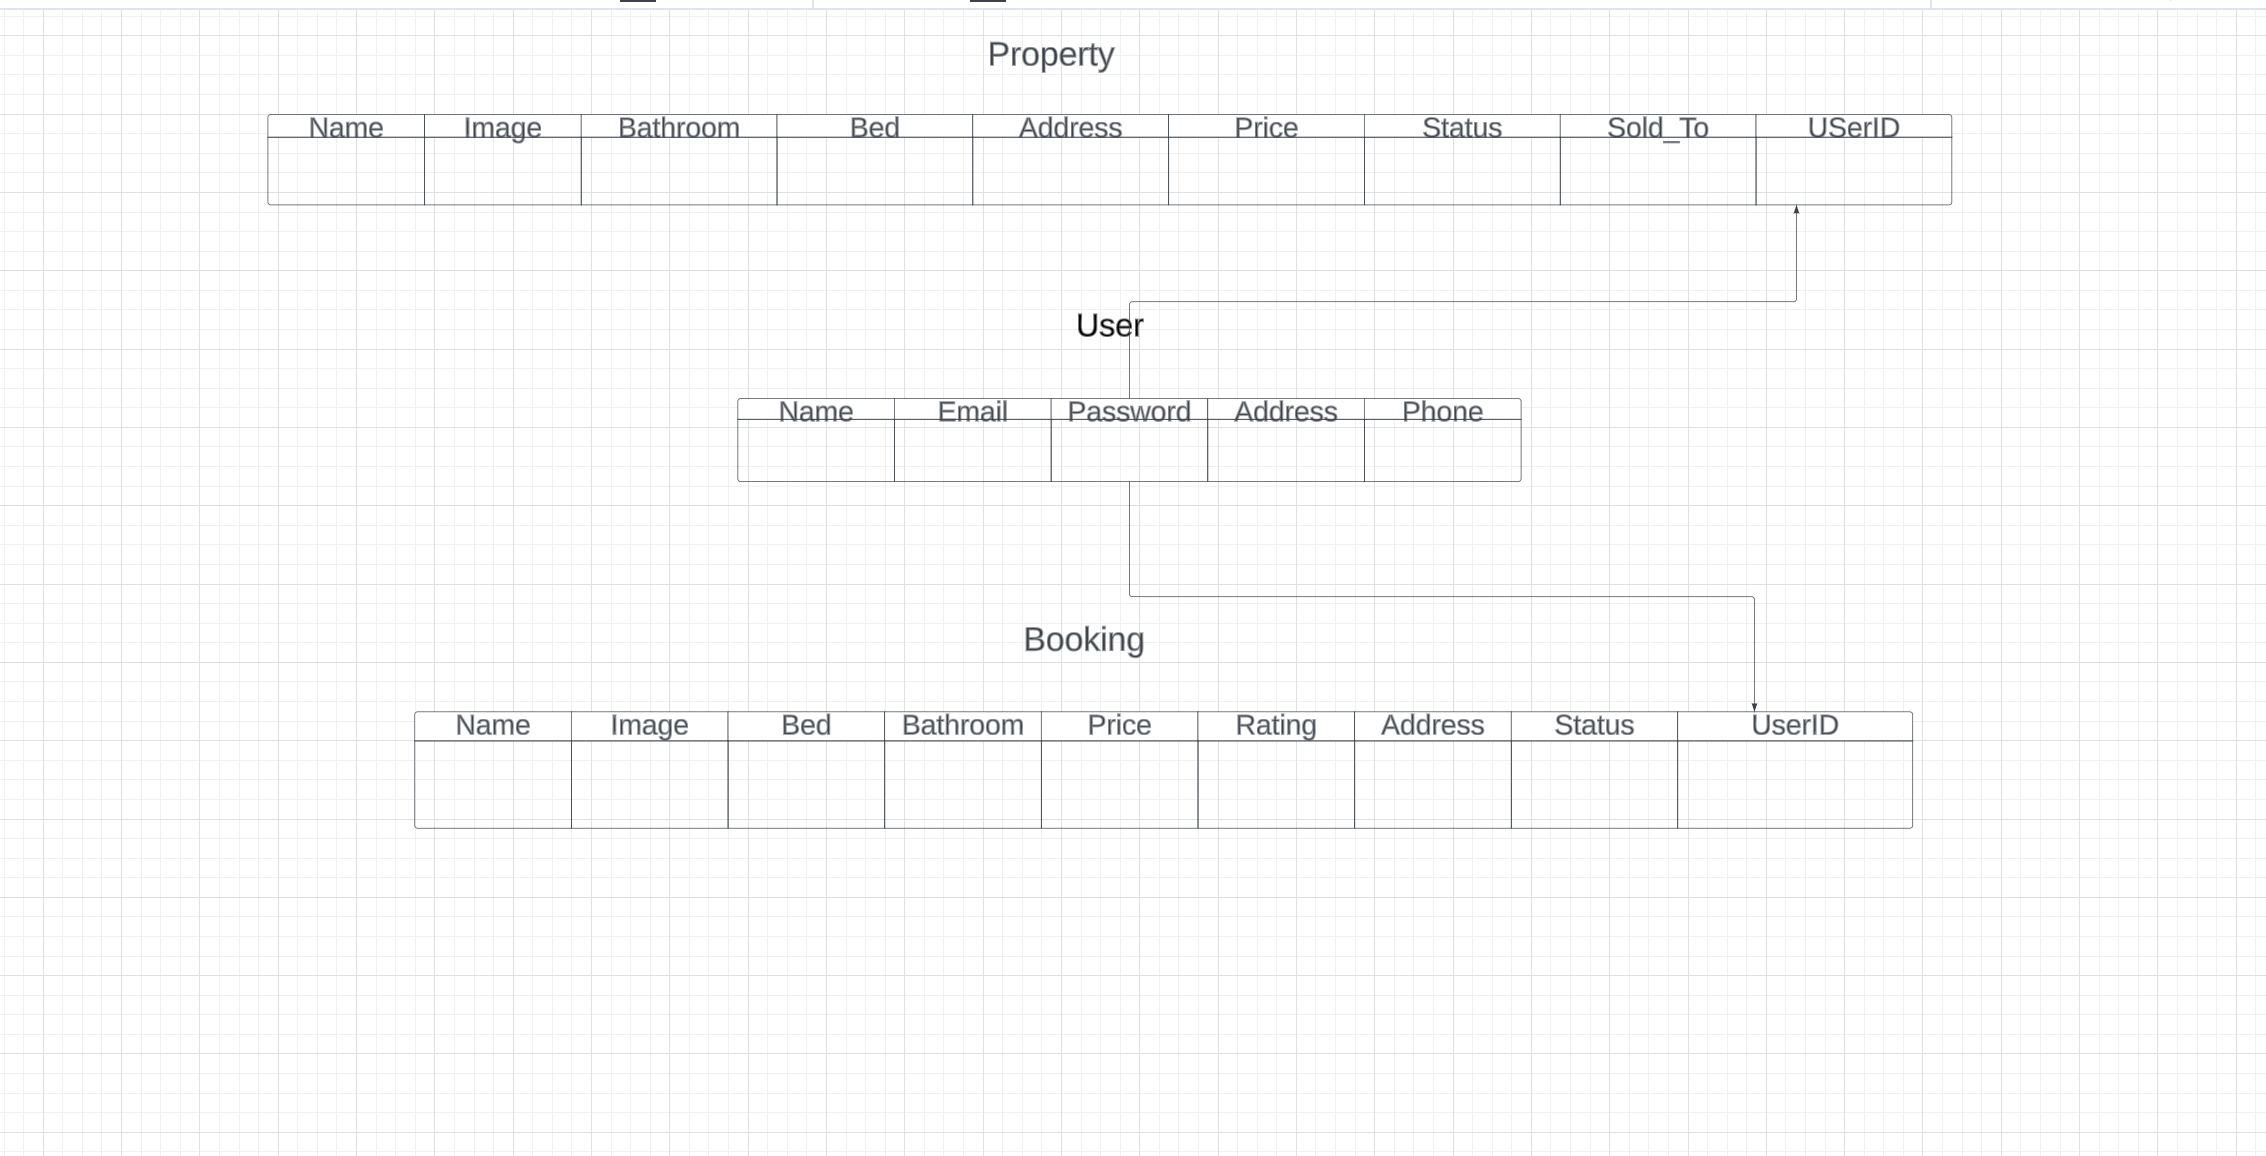 Property
Name Image Bathroom Bed Address Price Status Sold_To USerID
User
Name Email Password Address Phone
Booking
Name Image Bed Bathroom Price Rating Address Status UserID